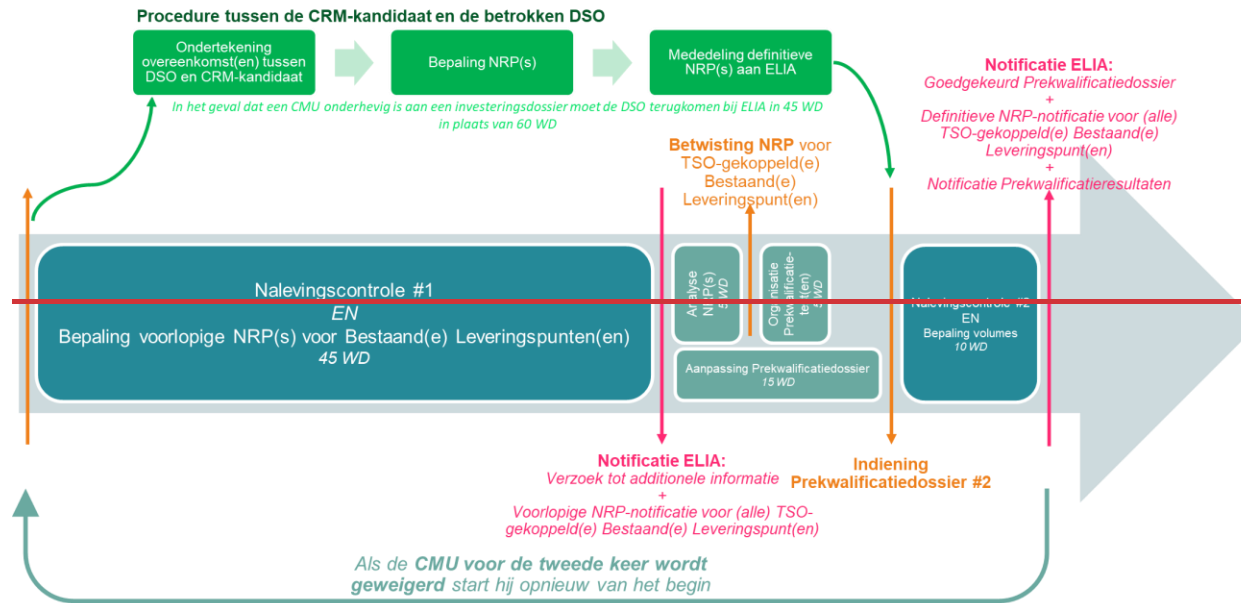 Procedure tussen de CRM-kandidaat en de betrokken DSO
Ondertekening
overeenkomst(en) tussen
DSO en CRM-kandidaat
Bepaling NRP(s)
Mededeling definitieve
NRP(s) aan ELIA
In het geval dat een CMU onderhevig is aan een investeringsdossier moet de DSO terugkomen bij ELIA in 45 WD
in plaats van 60 WD
Notificatie ELIA:
Goedgekeurd Prekwalificatiedossier
+
Definitieve NRP-notificatie voor (alle)
TSO-gekoppeld(e) Bestaand(e)
Leveringspunt(en)
+
Notificatie Prekwalificatieresultaten
Betwisting NRP voor
TSO-gekoppeld(e)
Bestaand(e)
Leveringspunt(en)
Nalevingscontrole #1
EN
Bepaling voorlopige NRP(s) voor Bestaand(e) Leveringspunten(en)
45 WD
Analyse
NRP(s)
5 WD
Organisatie
Prekwalificatie-
test(en)
5 WD
Aanpassing Prekwalificatiedossier
15 WD
Nalevingscontrole #2
EN
Bepaling volumes
10 WD
Notificatie ELIA:
Verzoek tot additionele informatie
+
Voorlopige NRP-notificatie voor (alle) TSO-
gekoppeld(e) Bestaand(e) Leveringspunt(en)
Indiening
Prekwalificatiedossier #2
Als de CMU voor de tweede keer wordt
geweigerd start hij opnieuw van het begin